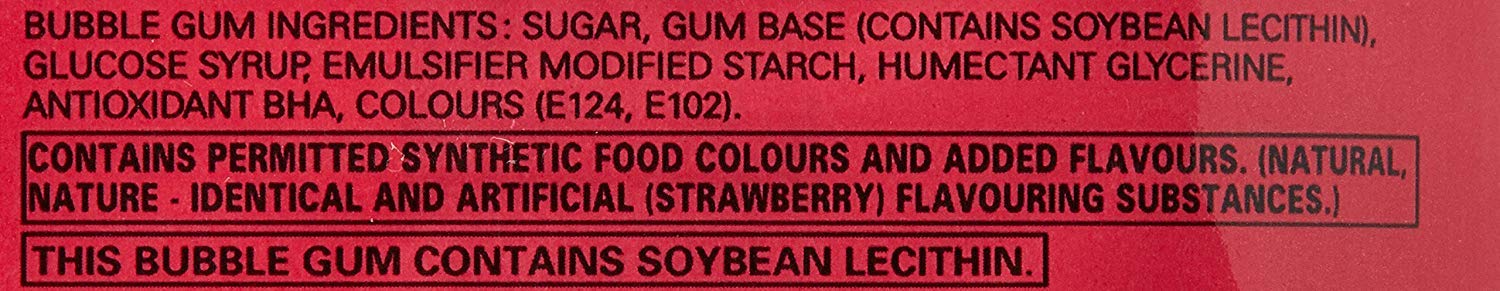 BUBBLE GUM INGREDIENTS: SUGAR, GUM BASE (CONTAINS SOYBEAN LECITHIN),
GLUCOSE SYRUP, EMULSIFIER MODIFIED STARCH, HUMECTANT GLYCERINE,
ANTIOXIDANT BHA, COLOURS (E124, E102).
CONTAINS PERMITTED SYNTHETIC FOOD COLOURS AND ADDED FLAVOURS. (NATURAL,
NATURE - IDENTICAL AND ARTIFICIAL (STRAWBERRY) FLAVOURING SUBSTANCES.)
THIS BUBBLE GUM CONTAINS SOYBEAN LECITHIN.